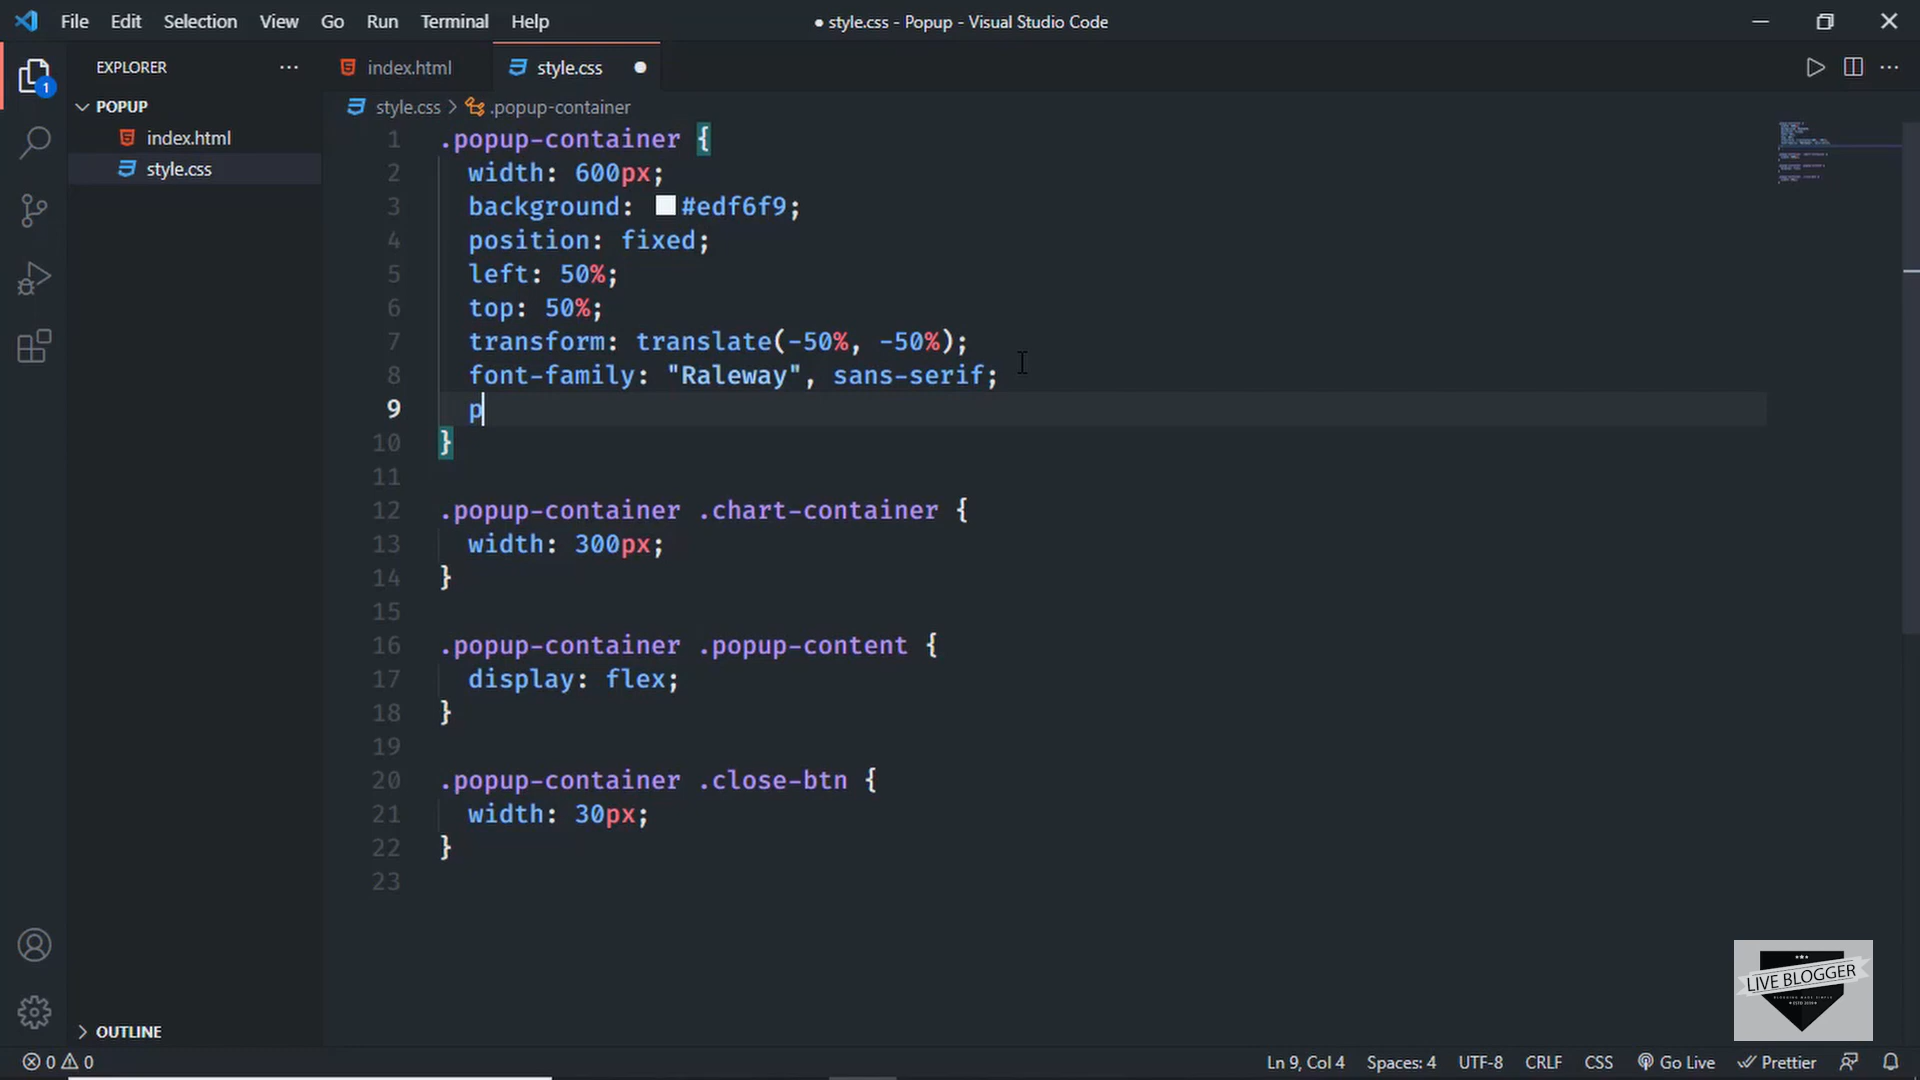 File Edit Selection View Go Run Terminal Help ● style.css - Popup - Visual Studio Code
EXPLORER ··· index.html style.css ●
1
POPUP
index.html
style.css
style.css > .popup-container
1 .popup-container {
2 width: 600px;
3 background: #edf6f9;
4 position: fixed;
5 left: 50%;
6 top: 50%;
7 transform: translate(-50%, -50%);
8 font-family: "Raleway", sans-serif;
9 p
10 }
11
12 .popup-container .chart-container {
13 width: 300px;
14 }
15
16 .popup-container .popup-content {
17 display: flex;
18 }
19
20 .popup-container .close-btn {
21 width: 30px;
22 }
23
OUTLINE
LIVE BLOGGER
0 0 Ln 9, Col 4 Spaces: 4 UTF-8 CRLF CSS Go Live Prettier